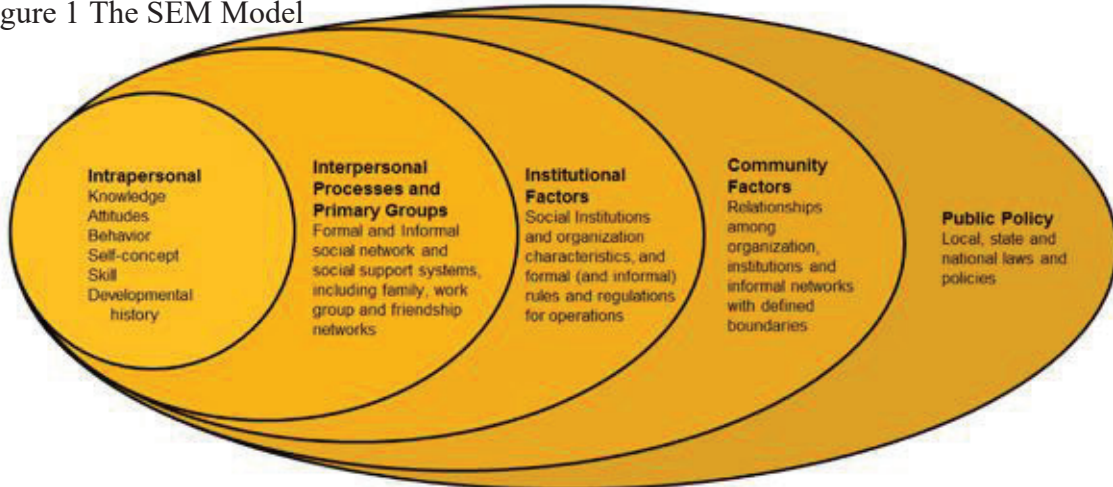 gure 1 The SEM Model
Intrapersonal
Knowledge
Attitudes
Behavior
Self-concept
Skill
Developmental
history
Interpersonal
Processes and
Primary Groups
Formal and Informal
social network and
social support systems,
including family, work
group and friendship
networks
Institutional
Factors
Social Institutions
and organization
characteristics, and
formal (and informal)
rules and regulations
for operations
Community
Factors
Relationships
among
organization,
institutions and
informal networks
with defined
boundaries
Public Policy
Local, state and
national laws and
policies